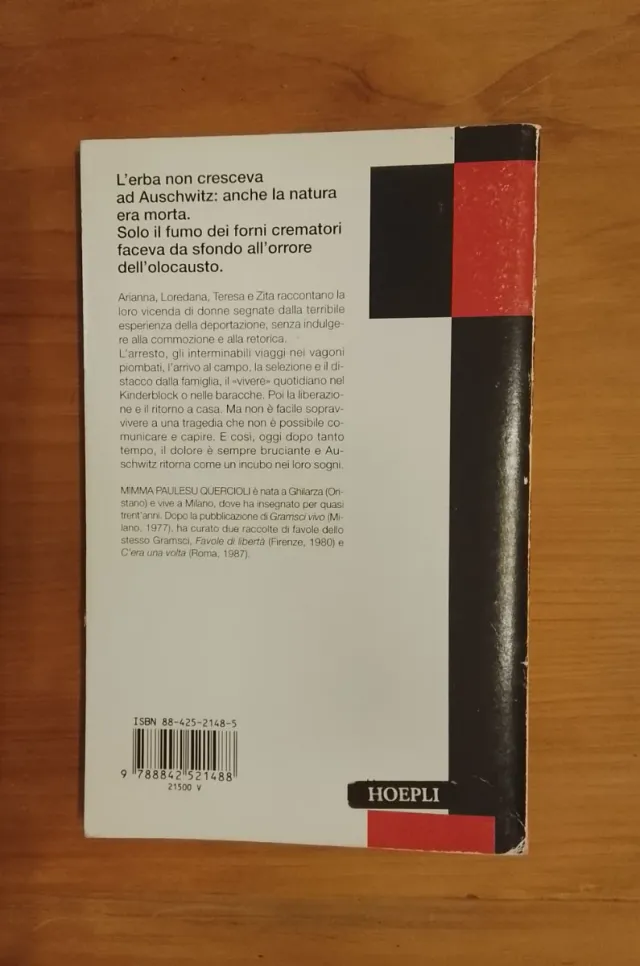 L'erba non cresceva
ad Auschwitz: anche la natura
era morta.
Solo il fumo dei forni crematori
faceva da sfondo all'orrore
dell'olocausto.
Arianna, Loredana, Teresa e Zita raccontano la
loro vicenda di donne segnate dalla terribile
esperienza della deportazione, senza indulge-
re alla commozione e alla retorica.
L'arresto, gli interminabili viaggi nei vagoni
piombati, l'arrivo al campo, la selezione e il di-
stacco dalla famiglia, il «vivere» quotidiano nel
Kinderblock o nelle baracche. Poi la liberazio-
ne e il ritorno a casa. Ma non è facile soprav-
vivere a una tragedia che non è possibile co-
municare e capire. E così, oggi dopo tanto
tempo, il dolore è sempre bruciante e Au-
schwitz ritorna come un incubo nei loro sogni.
MIMMA PAULESU QUERCIOLI è nata a Ghilarza (Ori-
stano) e vive a Milano, dove ha insegnato per quasi
trent'anni. Dopo la pubblicazione di Gramsci vivo (Mi-
lano, 1977), ha curato due raccolte di favole dello
stesso Gramsci, Favole di libertà (Firenze, 1980) e
C'era una volta (Roma, 1987).
ISBN 88-425-2148-5
9 788842 521488
21500 V
HOEPLI